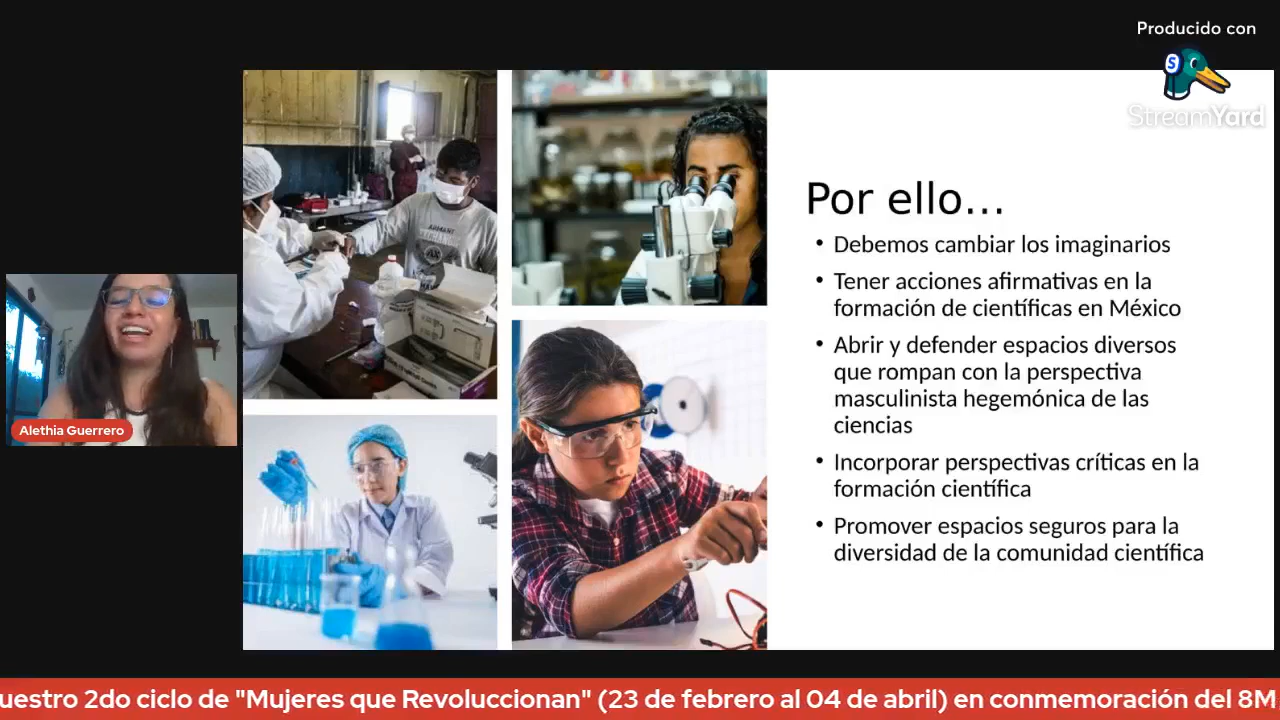 Producido con
StreamYard
Por ello...
• Debemos cambiar los imaginarios
• Tener acciones afirmativas en la
formación de científicas en México
• Abrir y defender espacios diversos
que rompan con la perspectiva
masculinista hegemónica de las
ciencias
• Incorporar perspectivas críticas en la
formación científica
• Promover espacios seguros para la
diversidad de la comunidad científica
Alethia Guerrero
uestro 2do ciclo de "Mujeres que Revoluccionan" (23 de febrero al 04 de abril) en conmemoración del 8M